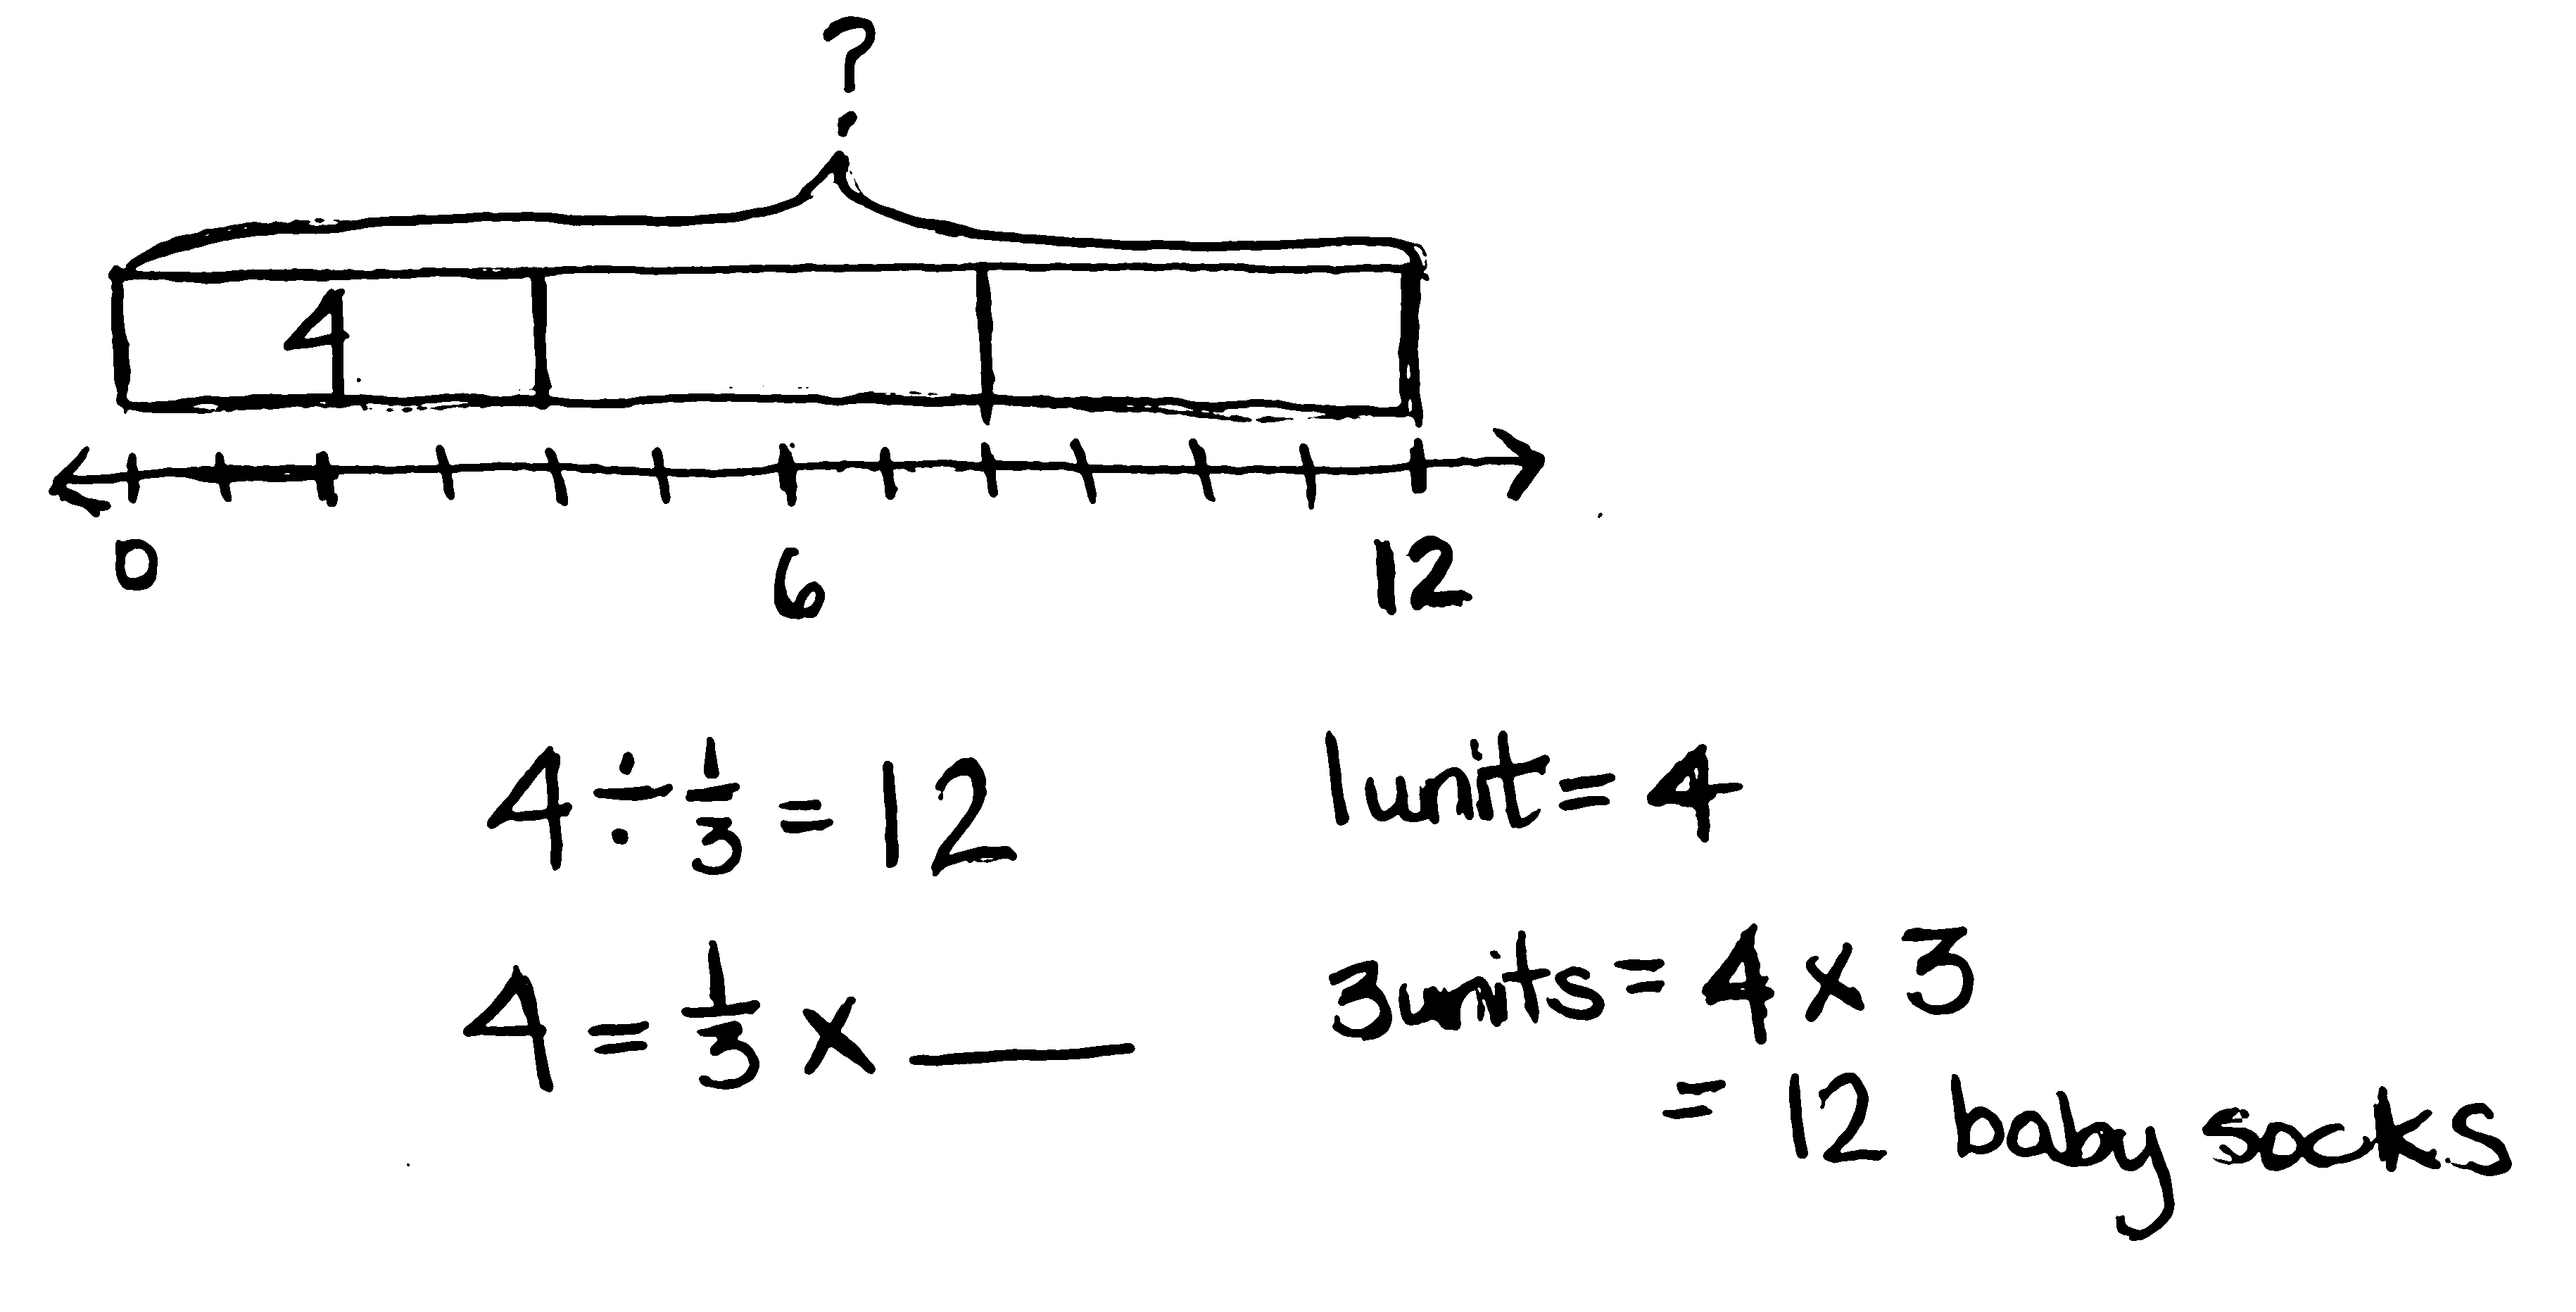 ?
4
0 6 12
4 ÷ 1/3 = 12
4 = 1/3 x ___
1 unit = 4
3 units = 4 x 3
= 12 baby socks